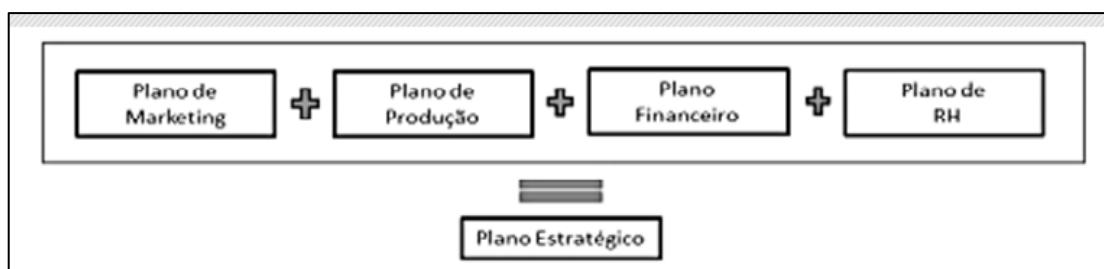 Plano de Marketing
Plano de Produção
Plano Financeiro
Plano de RH
Plano Estratégico